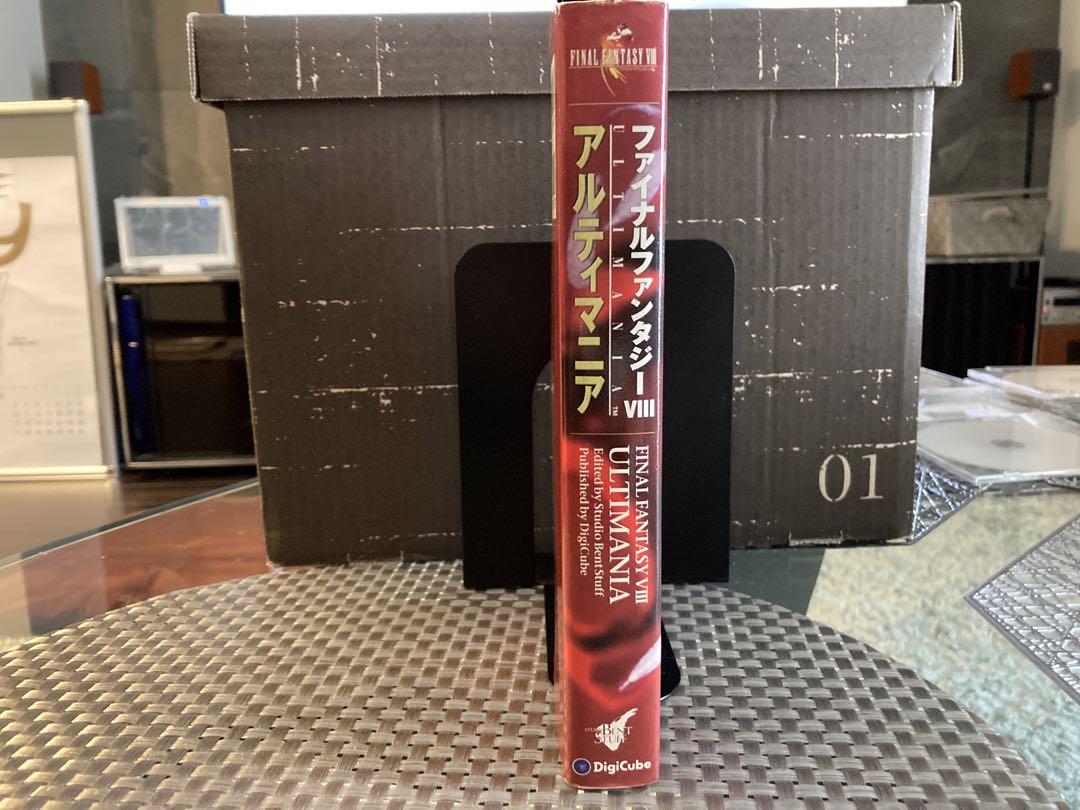 FINAL FANTASY VIII
ファイナルファンタジーVIII
ULTIMANIA™
アルティマニア
FINAL FANTASY VIII
ULTIMANIA
Edited by Studio BentStuff
Published by DigiCube
STUDIO
BENT
STUFF
DigiCube
01